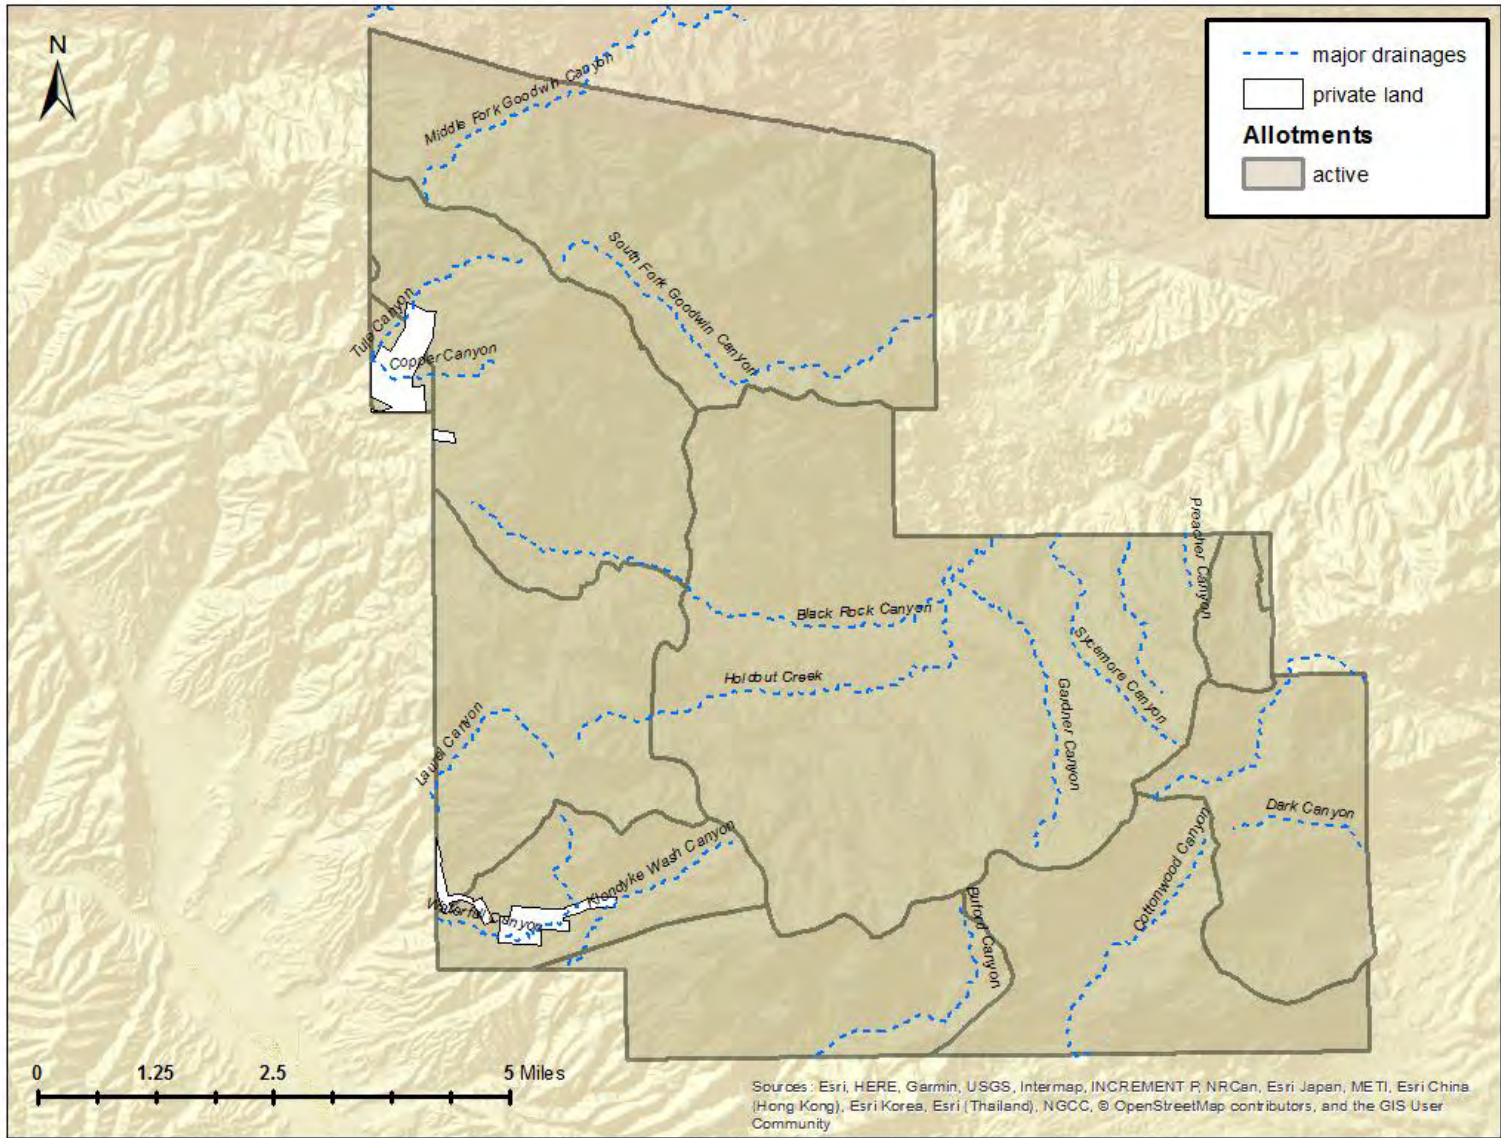 N
major drainages
private land
Allotments
active
Middle Fork Goodwin Canyon
South Fork Goodwin Canyon
Tule Canyon
Copper Canyon
Preacher Canyon
Black Rock Canyon
Sycamore Canyon
Holdout Creek
Gardner Canyon
Laurel Canyon
Dark Canyon
Cottonwood Canyon
Klondyke Wash Canyon
Waterfall Canyon
Buford Canyon
0 1.25 2.5 5 Miles
Sources: Esri, HERE, Garmin, USGS, Intermap, INCREMENT P, NRCan, Esri Japan, METI, Esri China
(Hong Kong), Esri Korea, Esri (Thailand), NGCC, © OpenStreetMap contributors, and the GIS User
Community